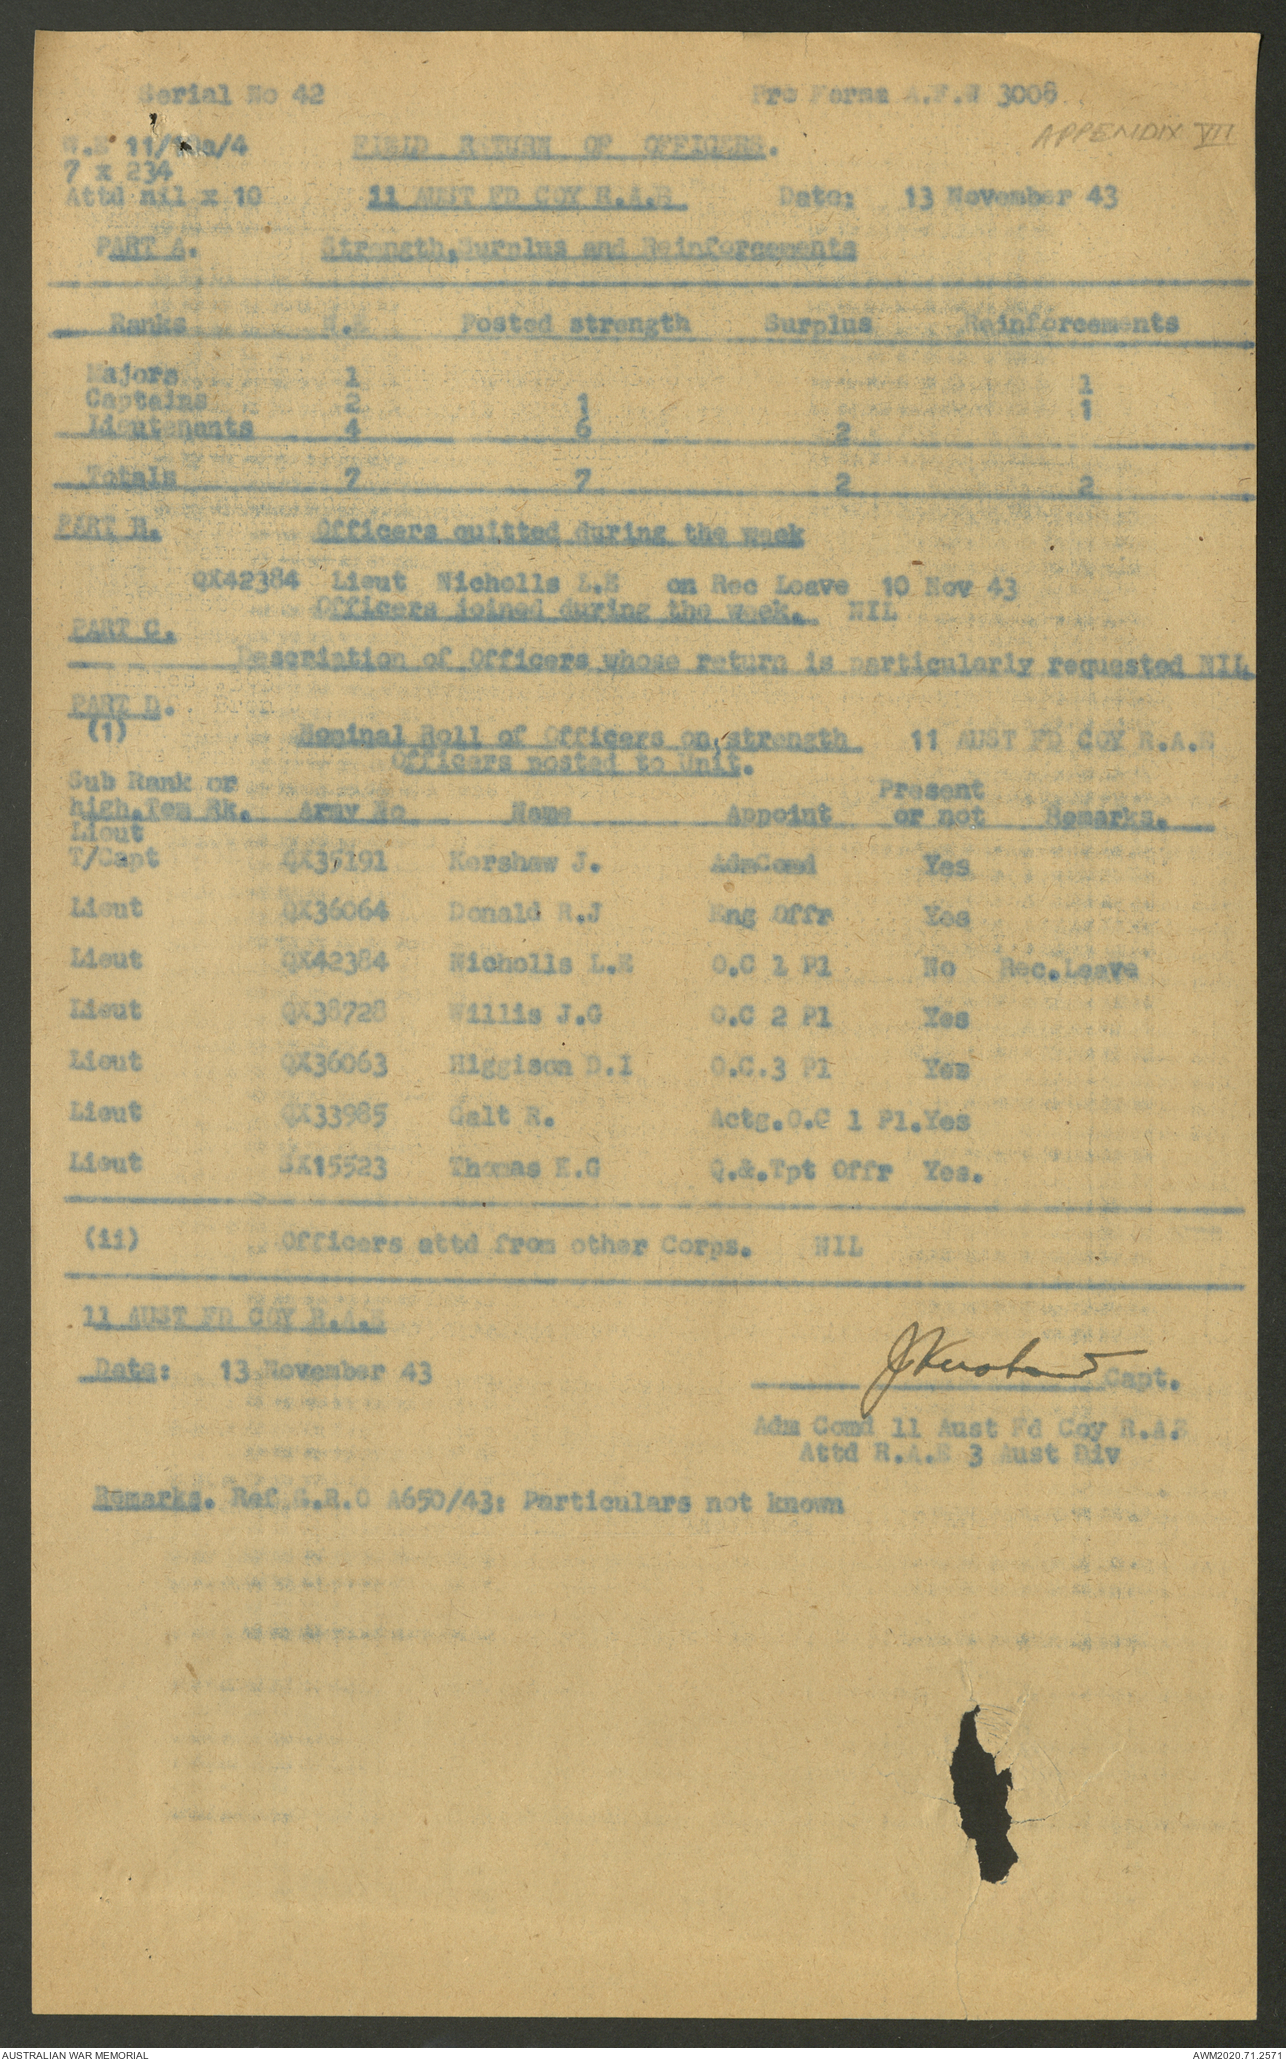 Serial No 42 Pro Forma A.F.W 3008
APPENDIX VII
W.E 11/10a/4 FIELD RETURN OF OFFICERS.
7 x 234
Attd nil x 10 11 AUST FD COY R.A.E Date: 13 November 43
PART A. Strength,Surplus and Reinforcements
Ranks W.E Posted strength Surplus Reinforcements
Majors 1 1
Captains 2 1 1
Lieutenants 4 6 2
Totals 7 7 2 2
PART B. Officers quitted during the week
QX42384 Lieut Nicholls L.E on Rec Leave 10 Nov 43
Officers joined during the week. NIL
PART C.
Description of Officers whose return is particularly requested NIL
PART D.
(i) Nominal Roll of Officers on strength 11 AUST FD COY R.A.E
Officers posted to Unit.
Sub Rank or Present
high.Tem Rk. Army No Name Appoint or not Remarks.
Lieut
T/Capt QX37191 Kershaw J. AdmComd Yes
Lieut QX36064 Donald R.J Eng Offr Yes
Lieut QX42384 Nicholls L.E O.C 1 Pl No Rec.Leave
Lieut QX38728 Willis J.G O.C 2 Pl Yes
Lieut QX36063 Higgison D.I O.C.3 Pl Yes
Lieut QX33985 Galt R. Actg.O.C 1 Pl.Yes
Lieut SX15523 Thomas H.G Q.&.Tpt Offr Yes.
(ii) Officers attd from other Corps. NIL
11 AUST FD COY R.A.E
Date: 13 November 43
JKershaw Capt.
Adm Comd 11 Aust Fd Coy R.A.E
Attd R.A.E 3 Aust Div
Remarks. Ref.G.R.O A650/43: Particulars not known
AUSTRALIAN WAR MEMORIAL AWM2020.71.2571